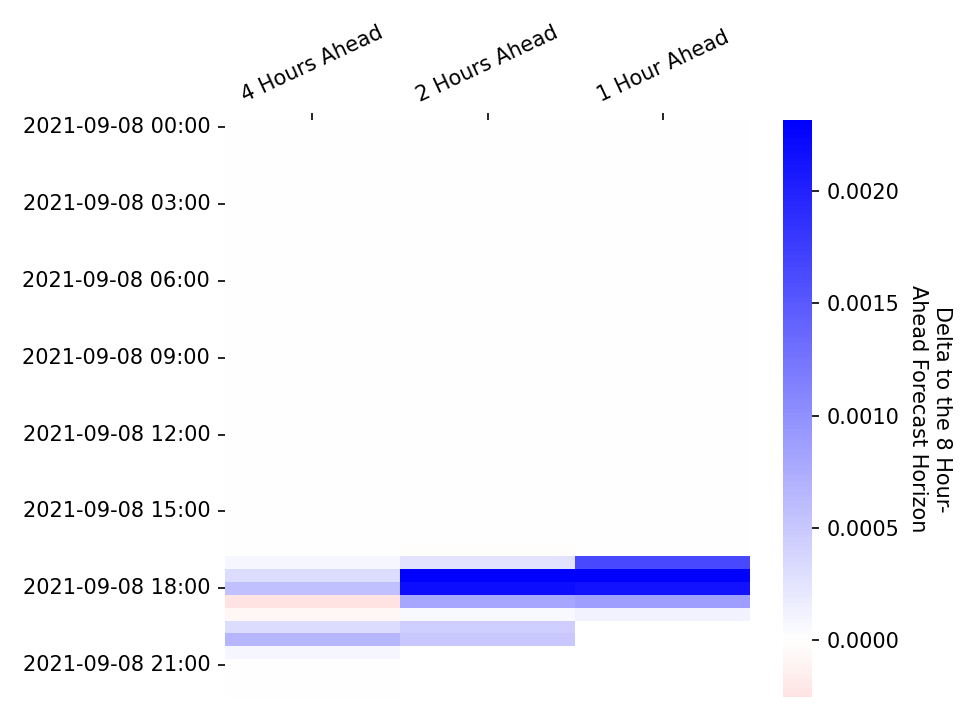 4 Hours Ahead
2 Hours Ahead
1 Hour Ahead
2021-09-08 00:00
2021-09-08 03:00
2021-09-08 06:00
2021-09-08 09:00
2021-09-08 12:00
2021-09-08 15:00
2021-09-08 18:00
2021-09-08 21:00
0.0020
0.0015
0.0010
0.0005
0.0000
Delta to the 8 Hour-
Ahead Forecast Horizon